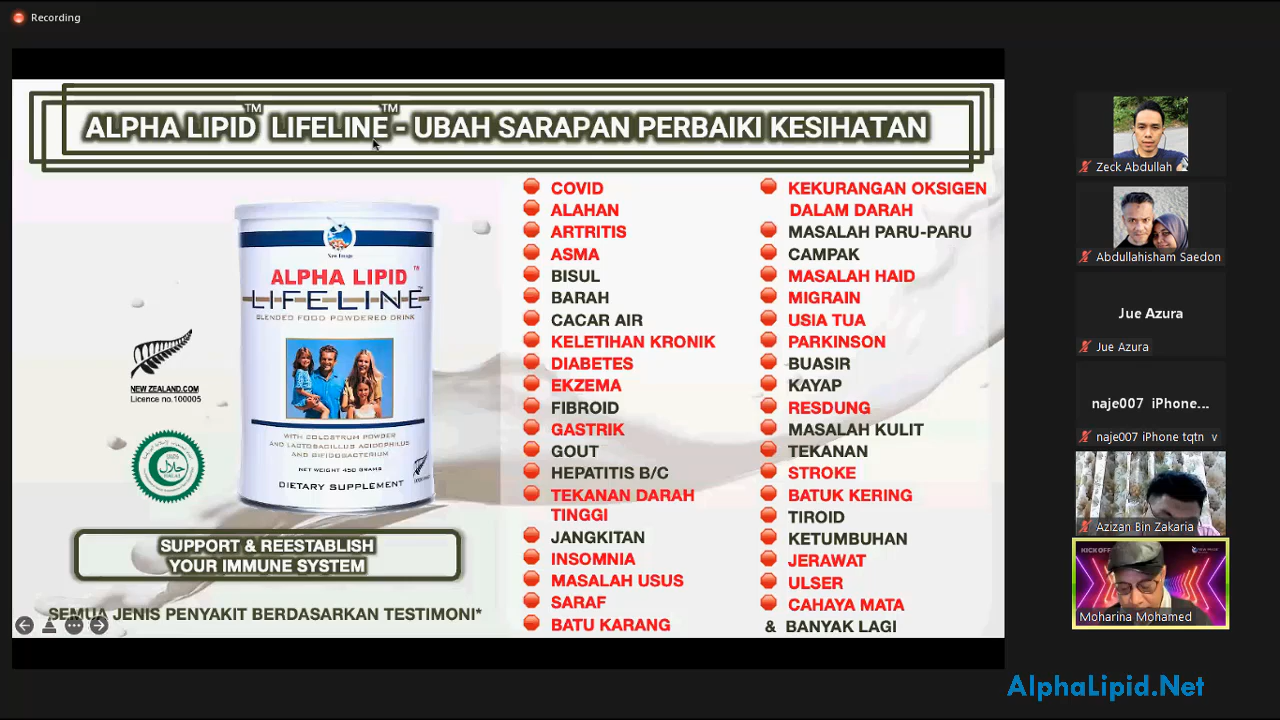 Recording
ALPHA LIPID™ LIFELINE™ - UBAH SARAPAN PERBAIKI KESIHATAN
New Image
ALPHA LIPID™
LIFELINE™
BLENDED FOOD POWDERED DRINK
WITH COLOSTRUM POWDER
AND LACTOBACILLUS ACIDOPHILUS
AND BIFIDOBACTERIUM
NET WEIGHT 450 GRAMS
DIETARY SUPPLEMENT
NEW ZEALAND.COM
Licence no.100005
حلال
SUPPORT & REESTABLISH
YOUR IMMUNE SYSTEM
SEMUA JENIS PENYAKIT BERDASARKAN TESTIMONI*
COVID
ALAHAN
ARTRITIS
ASMA
BISUL
BARAH
CACAR AIR
KELETIHAN KRONIK
DIABETES
EKZEMA
FIBROID
GASTRIK
GOUT
HEPATITIS B/C
TEKANAN DARAH
TINGGI
JANGKITAN
INSOMNIA
MASALAH USUS
SARAF
BATU KARANG
KEKURANGAN OKSIGEN
DALAM DARAH
MASALAH PARU-PARU
CAMPAK
MASALAH HAID
MIGRAIN
USIA TUA
PARKINSON
BUASIR
KAYAP
RESDUNG
MASALAH KULIT
TEKANAN
STROKE
BATUK KERING
TIROID
KETUMBUHAN
JERAWAT
ULSER
CAHAYA MATA
& BANYAK LAGI
Zeck Abdullah
Abdullahisham Saedon
Jue Azura
Jue Azura
naje007 iPhone...
naje007 iPhone tqtn
Azizan Bin Zakaria
KICK OFF
Moharina Mohamed
AlphaLipid.Net